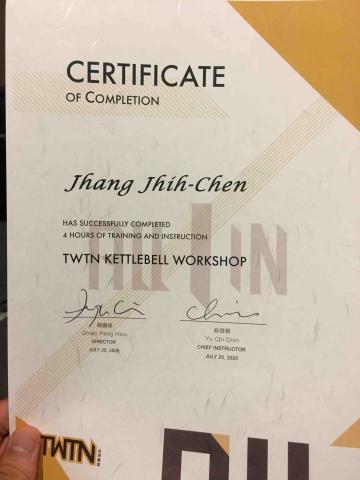 CERTIFICATE
OF COMPLETION
Jhang Jhih-Chen
HAS SUCCESSFULLY COMPLETED
4 HOURS OF TRAINING AND INSTRUCTION
TWTN KETTLEBELL WORKSHOP
DIRECTOR
JULY 25, 2020
Yu Chi Chin
CHIEF INSTRUCTOR
JULY 25, 2020
TWTN